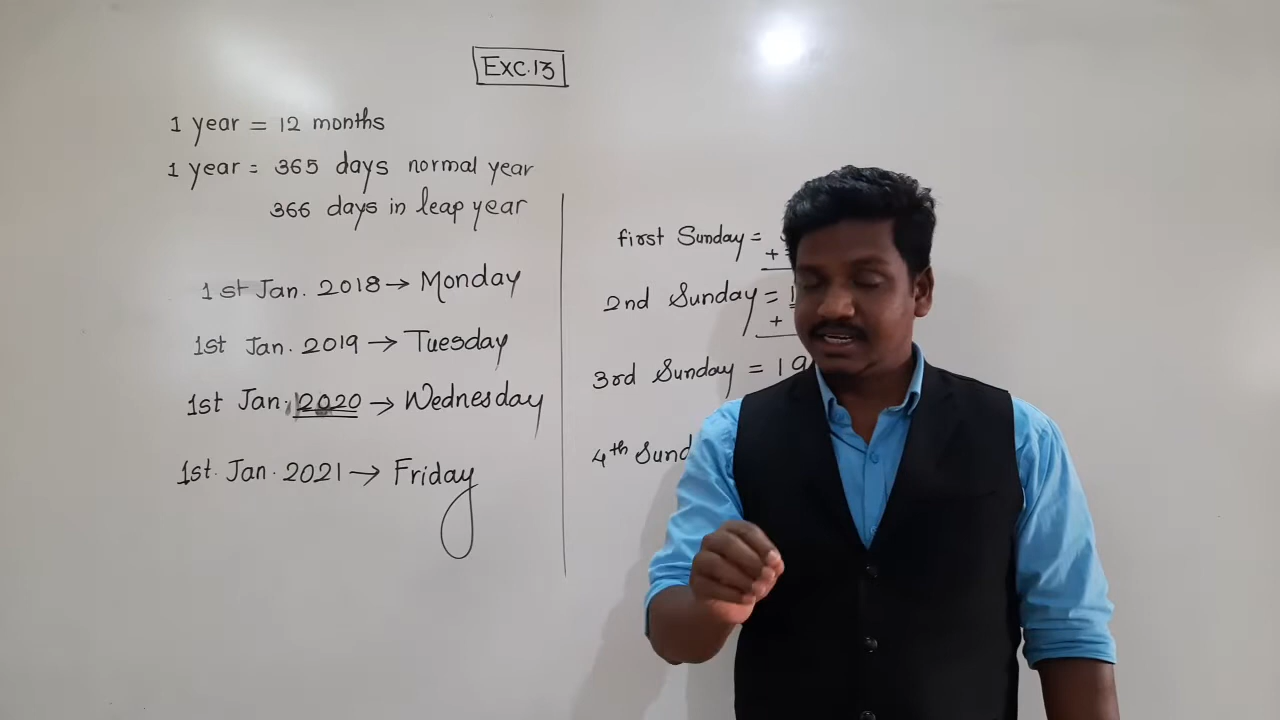 Exc.13
1 year = 12 months
1 year = 365 days normal year
366 days in leap year
1st Jan. 2018 → Monday
1st Jan. 2019 → Tuesday
1st Jan. 2020 → Wednesday
1st. Jan. 2021 → Friday
first Sunday =
+
2nd Sunday = 1
+
3rd Sunday = 19
4th